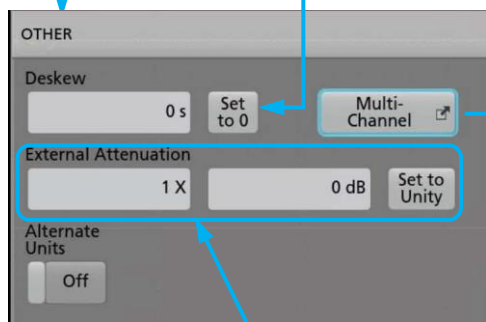 OTHER
Deskew
0 s
Set
to 0
Multi-
Channel
External Attenuation
1 X
0 dB
Set to
Unity
Alternate
Units
Off